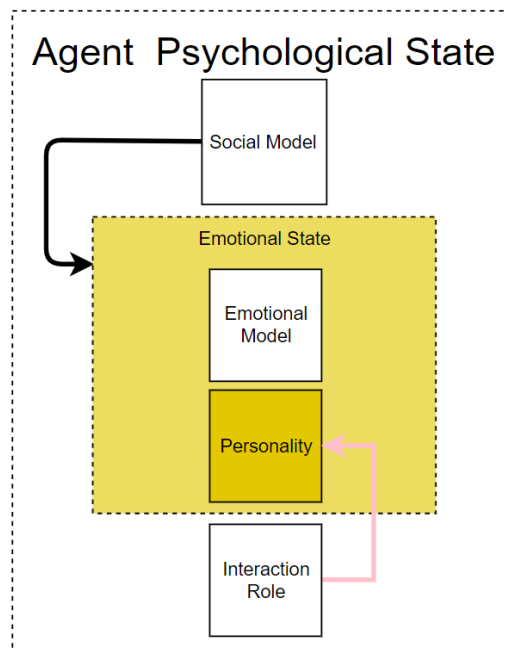 Agent  Psychological State
Social Model
Emotional State
Emotional
Model
Personality
Interaction
Role